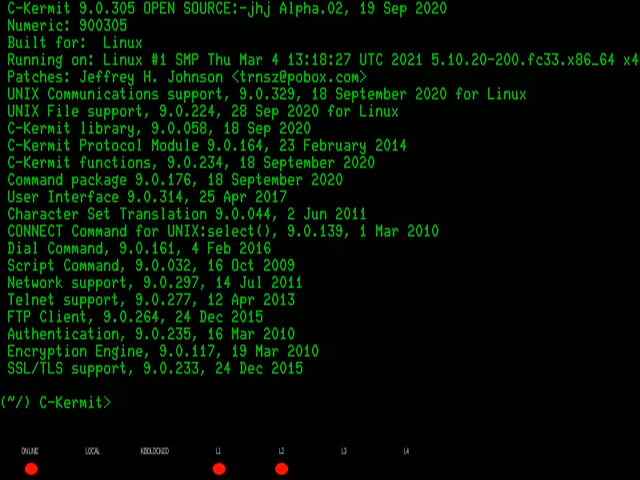 C-Kermit 9.0.305 OPEN SOURCE:-jhj Alpha.02, 19 Sep 2020
Numeric: 900305
Built for:  Linux
Running on: Linux #1 SMP Thu Mar 4 13:18:27 UTC 2021 5.10.20-200.fc33.x86_64 x4
Patches: Jeffrey H. Johnson <trnsz@pobox.com>
UNIX Communications support, 9.0.329, 18 September 2020 for Linux
UNIX File support, 9.0.224, 28 Sep 2020 for Linux
C-Kermit library, 9.0.058, 18 Sep 2020
C-Kermit Protocol Module 9.0.164, 23 February 2014
C-Kermit functions, 9.0.234, 18 September 2020
Command package 9.0.176, 18 September 2020
User Interface 9.0.314, 25 Apr 2017
Character Set Translation 9.0.044, 2 Jun 2011
CONNECT Command for UNIX:select(), 9.0.139, 1 Mar 2010
Dial Command, 9.0.161, 4 Feb 2016
Script Command, 9.0.032, 16 Oct 2009
Network support, 9.0.297, 14 Jul 2011
Telnet support, 9.0.277, 12 Apr 2013
FTP Client, 9.0.264, 24 Dec 2015
Authentication, 9.0.235, 16 Mar 2010
Encryption Engine, 9.0.117, 19 Mar 2010
SSL/TLS support, 9.0.233, 24 Dec 2015
(~/) C-Kermit>
ONLINE LOCAL KBDLOCKED L1 L2 L3 L4